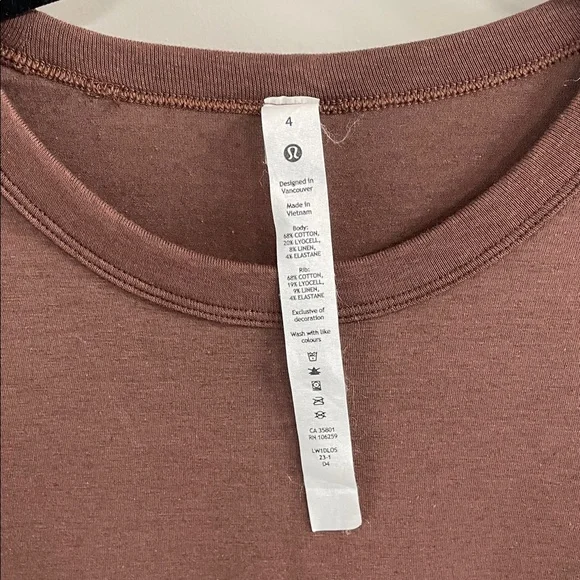 4
Designed in
Vancouver
Made in
Vietnam
Body:
68% COTTON,
20% LYOCELL,
8% LINEN,
4% ELASTANE
Rib:
68% COTTON,
19% LYOCELL,
9% LINEN,
4% ELASTANE
Exclusive of
decoration
Wash with like
colours
CA 35801
RN 106259
LW1DLOS
23-1
D4